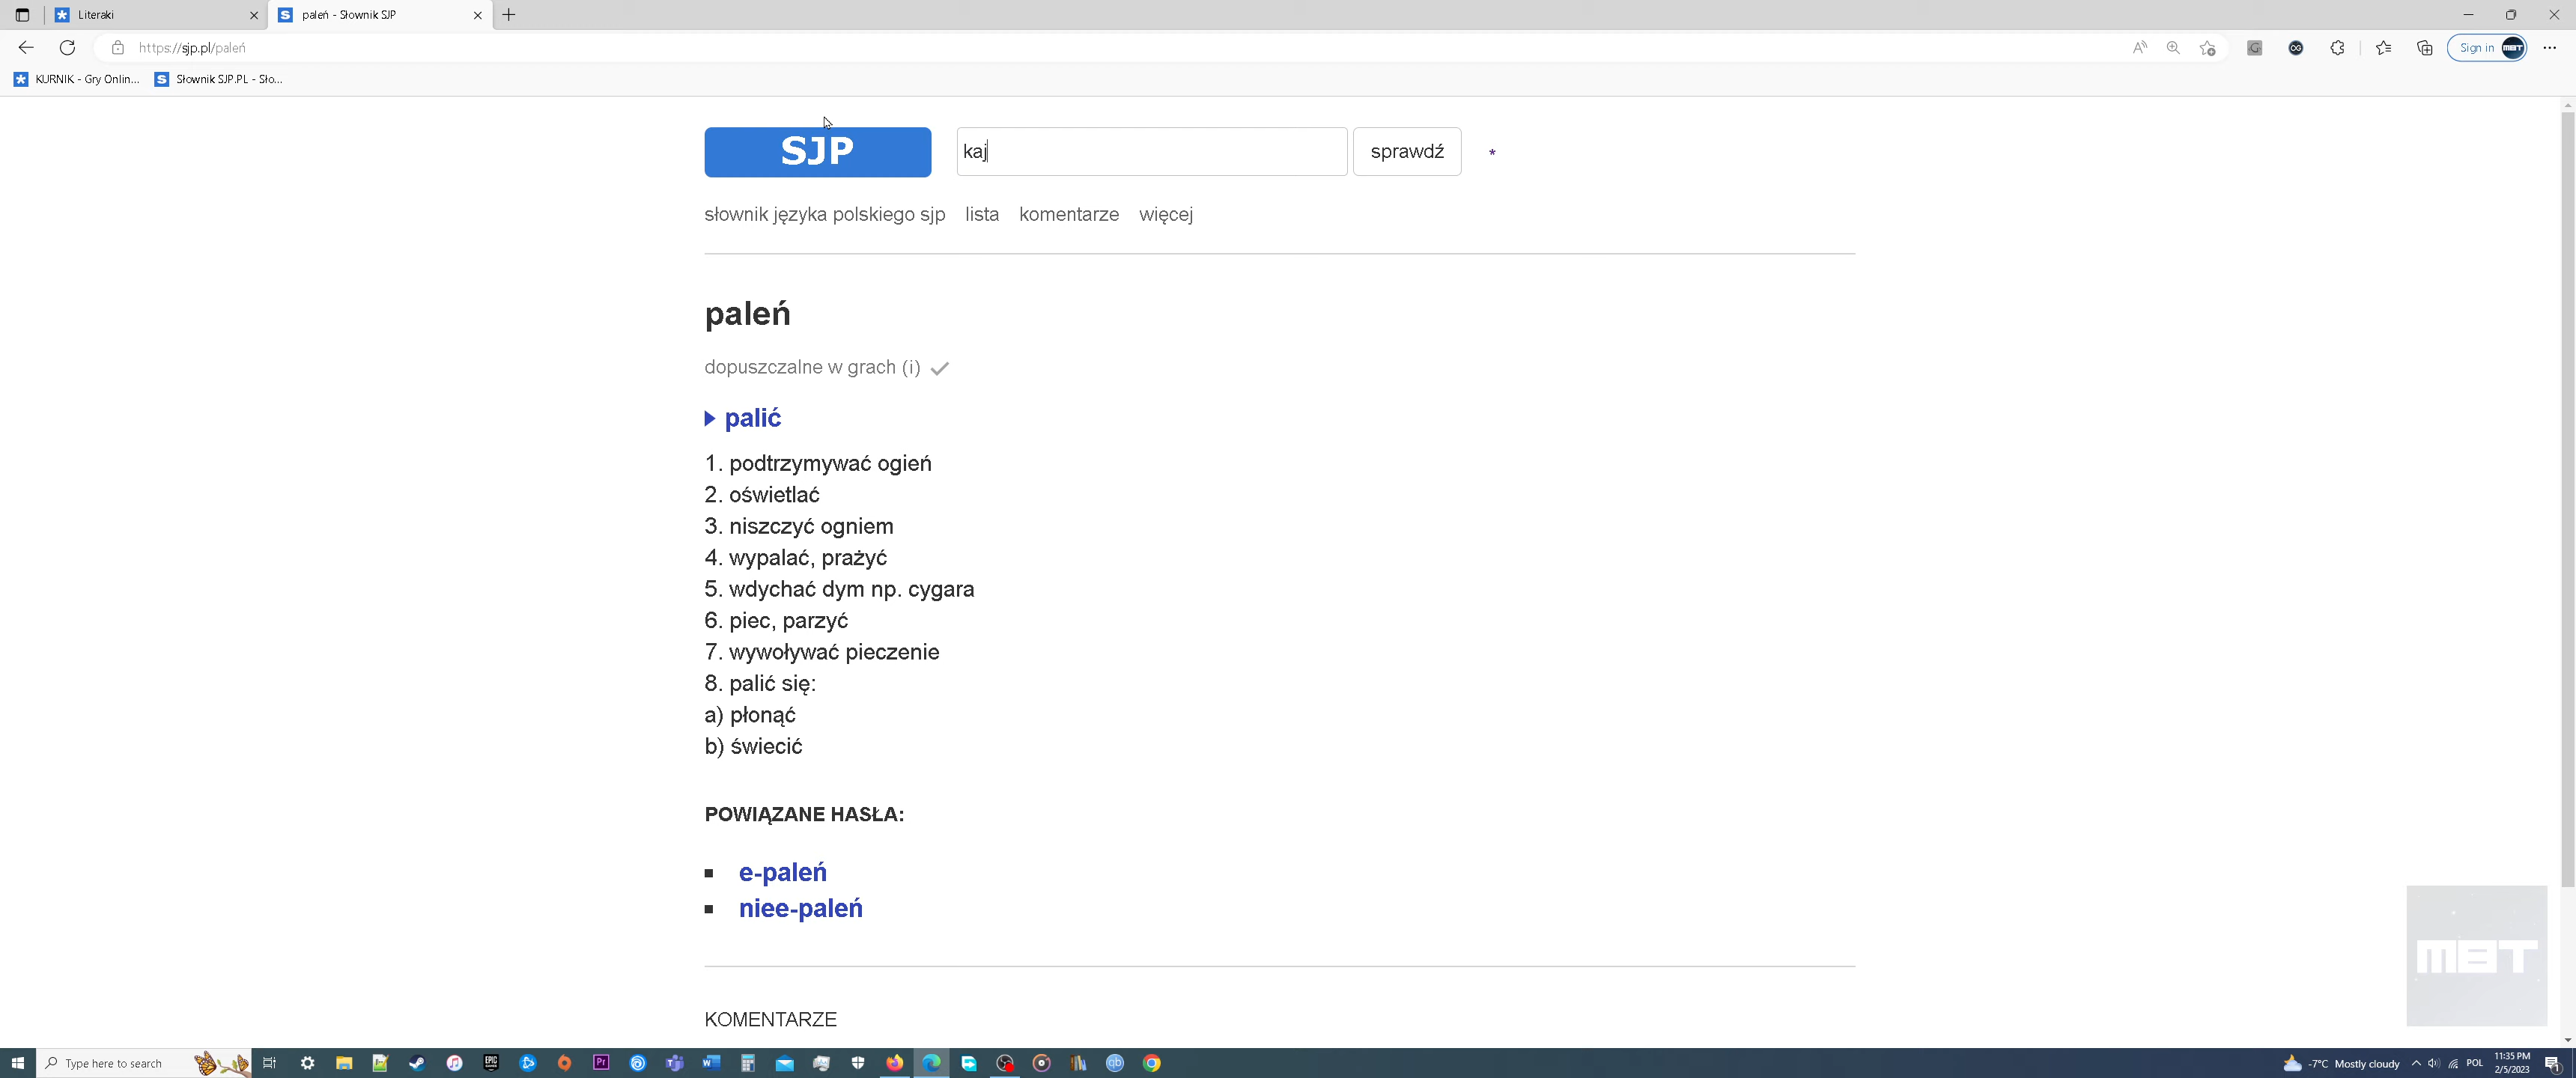 Literaki
paleń - Słownik SJP
https://sjp.pl/paleń
Sign in
KURNIK - Gry Onlin...
Słownik SJP.PL - Sło...
SJP
kaj
sprawdź
*
słownik języka polskiego sjp lista komentarze więcej
paleń
dopuszczalne w grach (i)
palić
1. podtrzymywać ogień
2. oświetlać
3. niszczyć ogniem
4. wypalać, prażyć
5. wdychać dym np. cygara
6. piec, parzyć
7. wywoływać pieczenie
8. palić się:
a) płonąć
b) świecić
POWIĄZANE HASŁA:
e-paleń
niee-paleń
MBT
KOMENTARZE
Type here to search
-7°C Mostly cloudy
POL
11:35 PM
2/5/2023